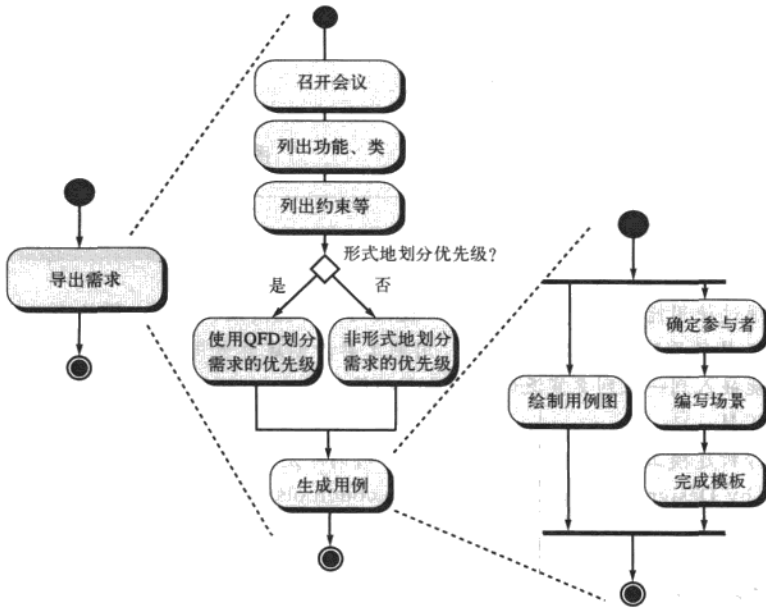 导出需求
召开会议
列出功能、类
列出约束等
形式地划分优先级?
是
否
使用QFD划分
需求的优先级
非形式地划分
需求的优先级
生成用例
绘制用例图
确定参与者
编写场景
完成模板